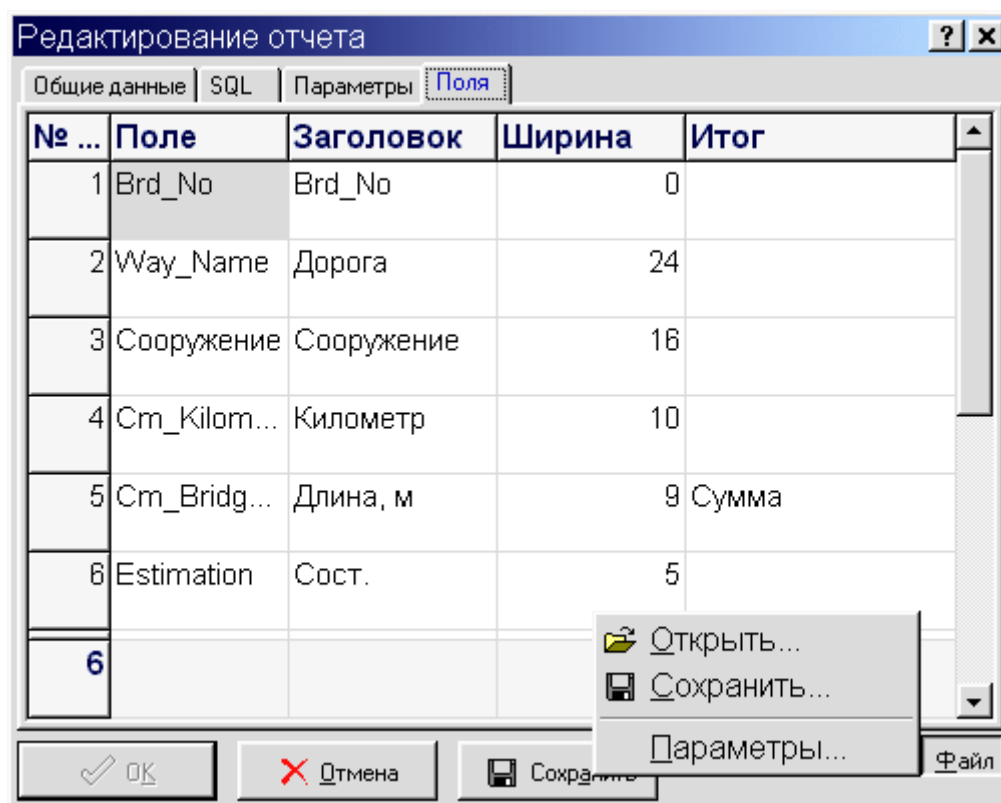 Редактирование отчета
Общие данные SQL Параметры Поля
№ ... Поле Заголовок Ширина Итог
1 Brd_No Brd_No 0
2 Way_Name Дорога 24
3 Сооружение Сооружение 16
4 Cm_Kilom... Километр 10
5 Cm_Bridg... Длина, м 9 Сумма
6 Estimation Сост. 5
6
Открыть...
Сохранить...
Параметры...
OK Отмена Сохранить Файл